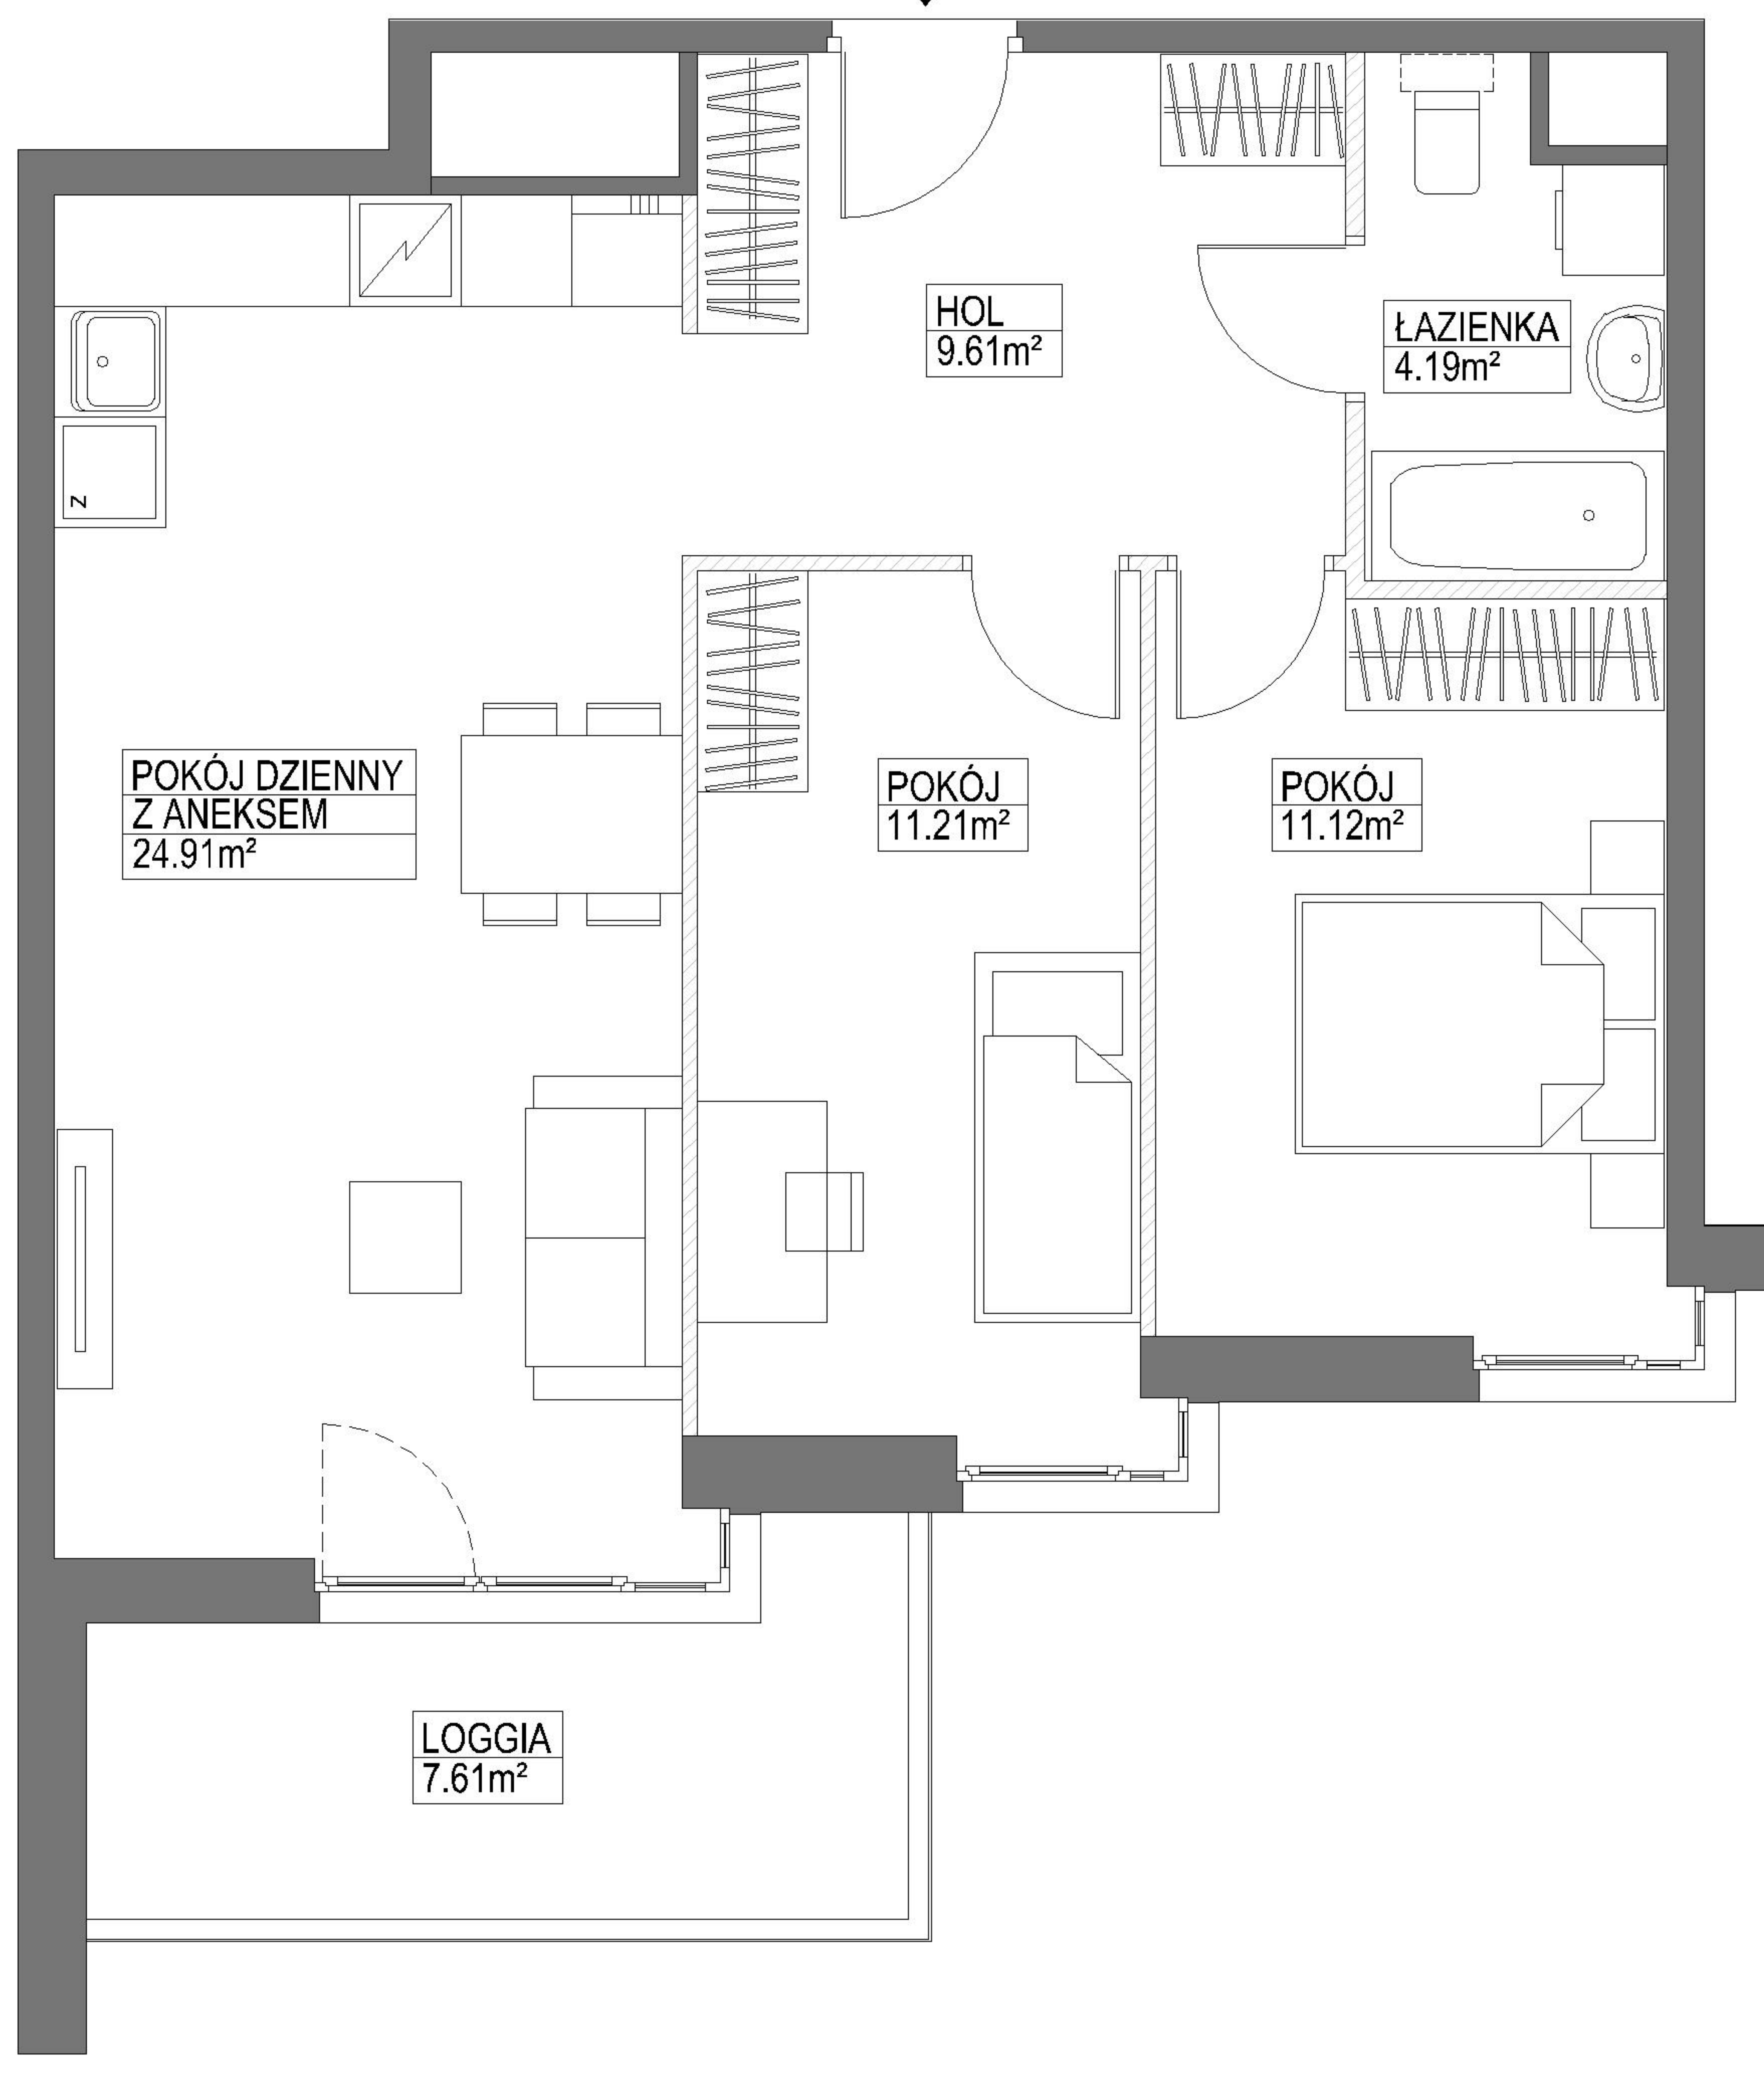 HOL
9.61m²
ŁAZIENKA
4.19m²
Z
POKÓJ DZIENNY
Z ANEKSEM
24.91m²
POKÓJ
11.21m²
POKÓJ
11.12m²
LOGGIA
7.61m²